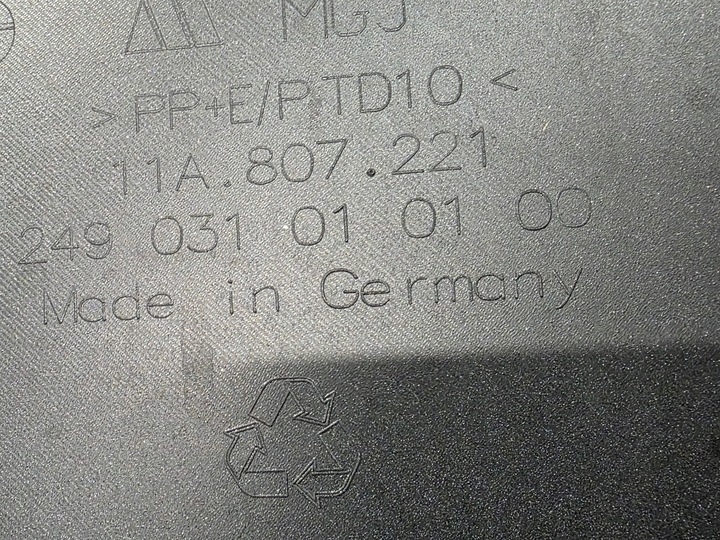 MGJ
>PP+E/P-TD10<
11A.807.221
249 031 01 01 00
Made in Germany